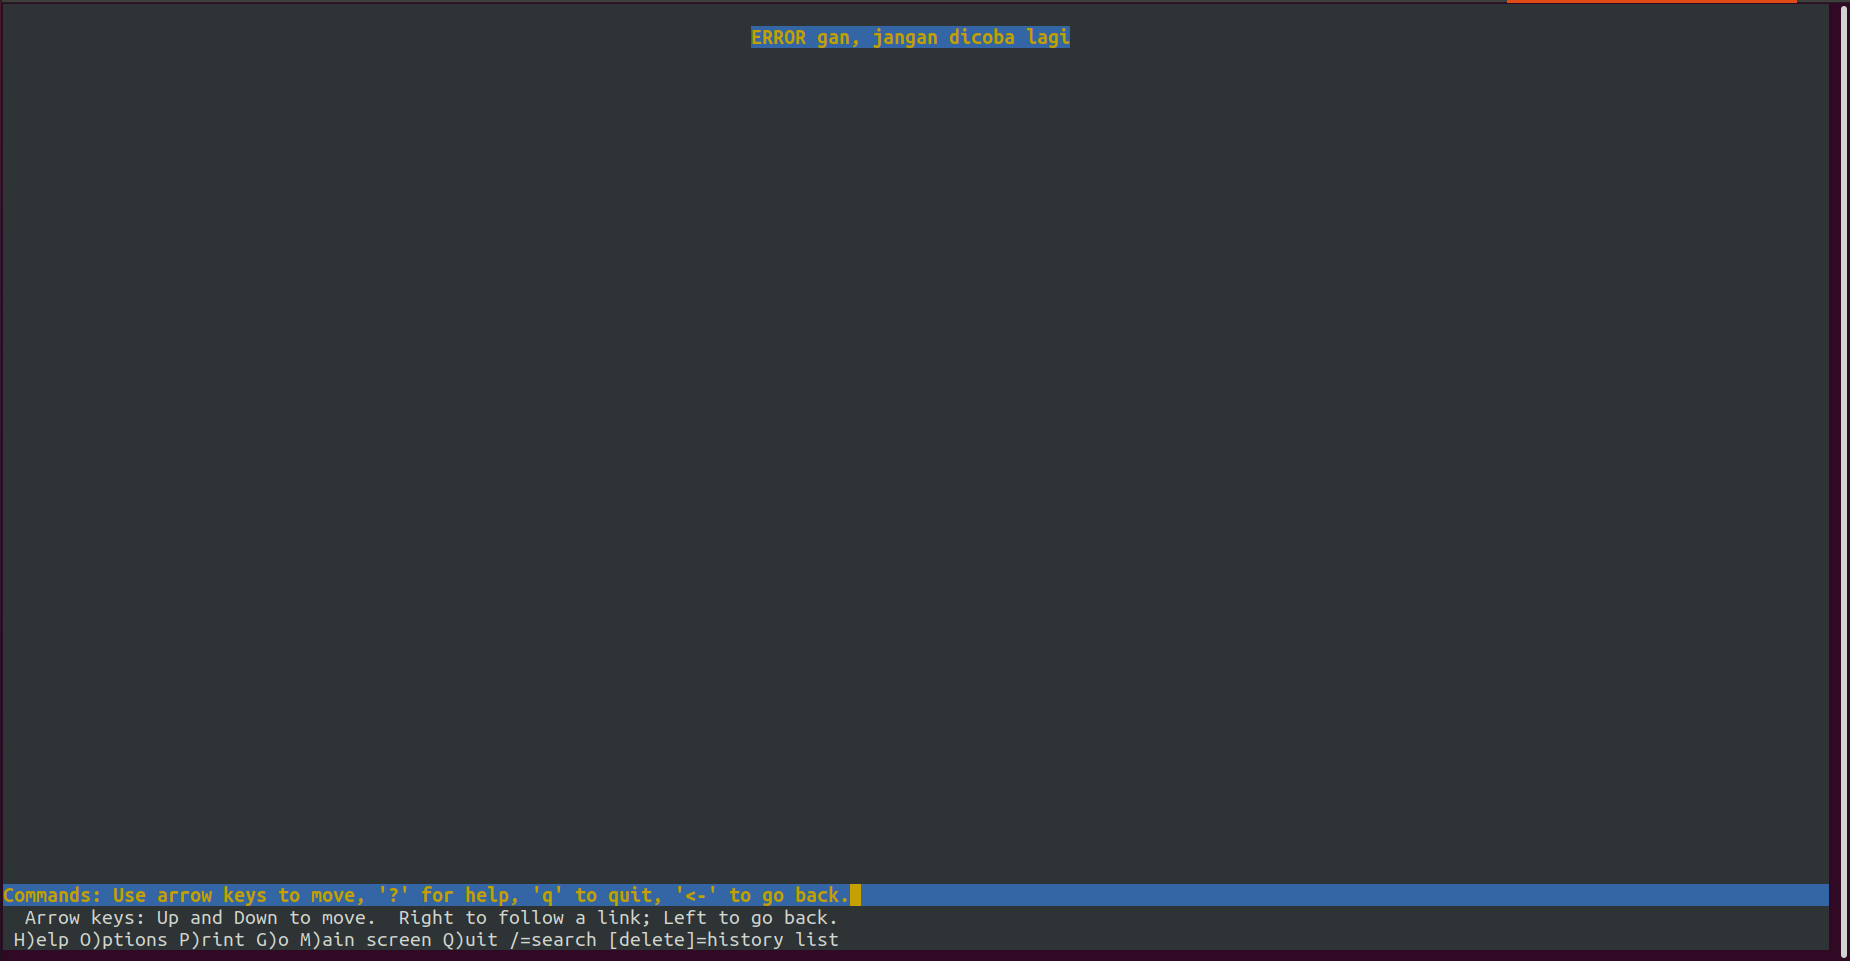 ERROR gan, jangan dicoba lagi
Commands: Use arrow keys to move, '?' for help, 'q' to quit, '<-' to go back.
Arrow keys: Up and Down to move.  Right to follow a link; Left to go back.
H)elp O)ptions P)rint G)o M)ain screen Q)uit /=search [delete]=history list